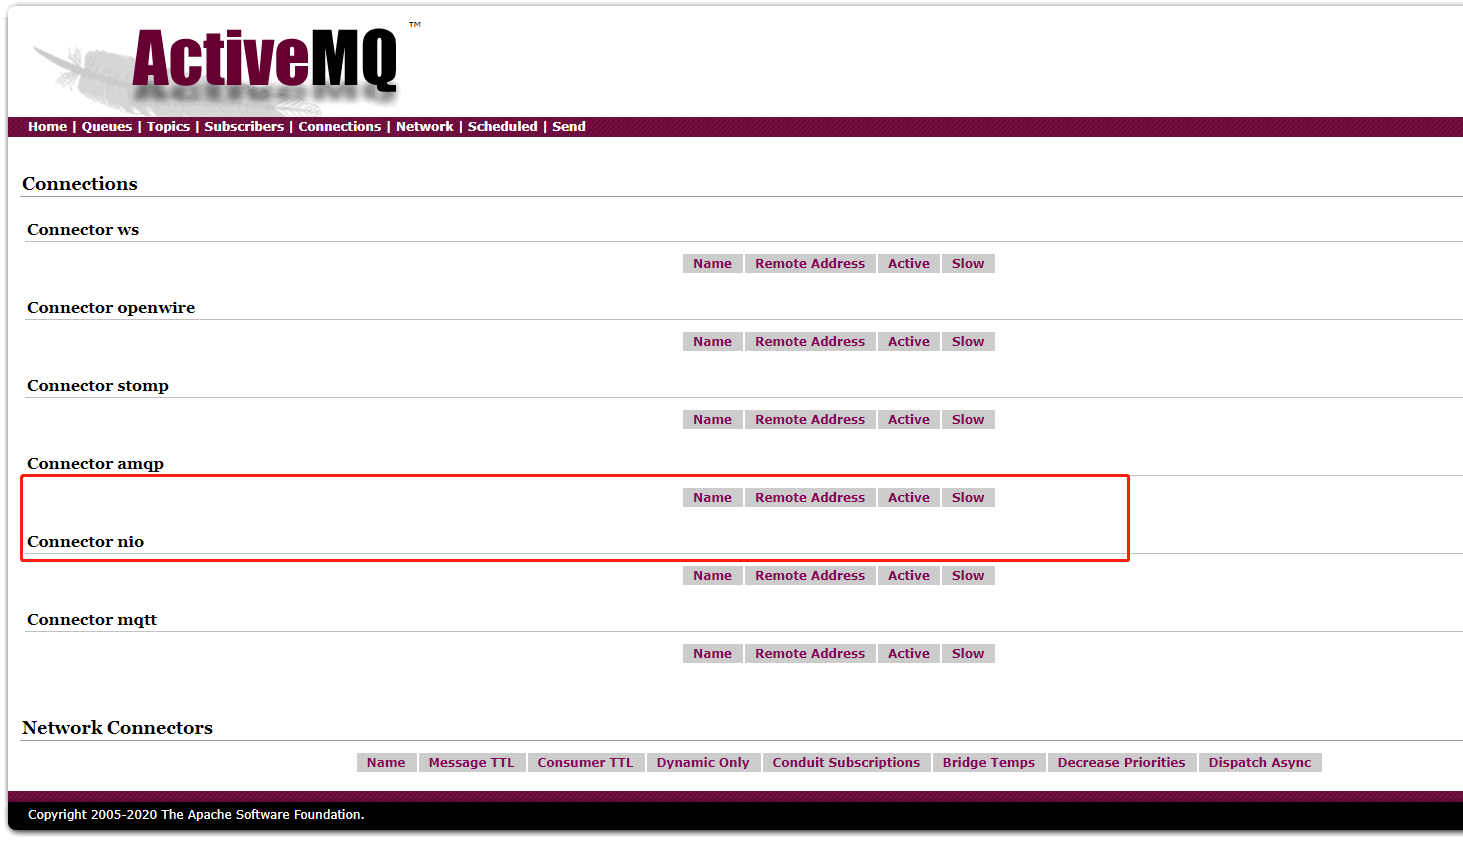 ActiveMQ™
Home | Queues | Topics | Subscribers | Connections | Network | Scheduled | Send
Connections
Connector ws
Name Remote Address Active Slow
Connector openwire
Name Remote Address Active Slow
Connector stomp
Name Remote Address Active Slow
Connector amqp
Name Remote Address Active Slow
Connector nio
Name Remote Address Active Slow
Connector mqtt
Name Remote Address Active Slow
Network Connectors
Name Message TTL Consumer TTL Dynamic Only Conduit Subscriptions Bridge Temps Decrease Priorities Dispatch Async
Copyright 2005-2020 The Apache Software Foundation.